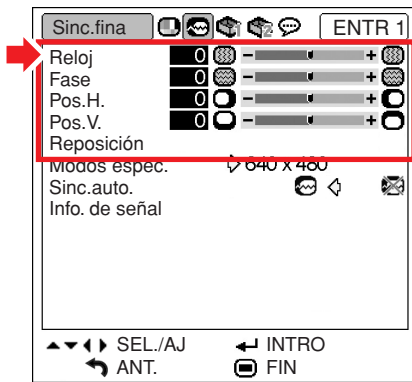 Sinc.fina ENTR 1
Reloj 0 - +
Fase 0 - +
Pos.H. 0 - +
Pos.V. 0 - +
Reposición
Modos espec. 640 x 480
Sinc.auto.
Info. de señal
SEL./AJ INTRO
ANT. FIN